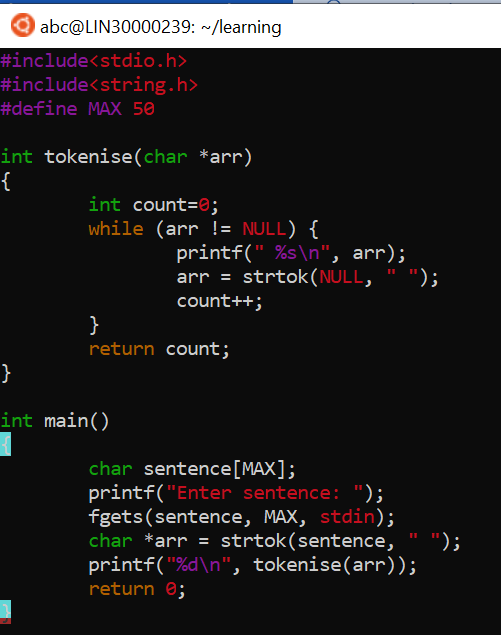 abc@LIN30000239: ~/learning
#include<stdio.h>
#include<string.h>
#define MAX 50
int tokenise(char *arr)
{
int count=0;
while (arr != NULL) {
printf(" %s\n", arr);
arr = strtok(NULL, " ");
count++;
}
return count;
}
int main()
{
char sentence[MAX];
printf("Enter sentence: ");
fgets(sentence, MAX, stdin);
char *arr = strtok(sentence, " ");
printf("%d\n", tokenise(arr));
return 0;
}